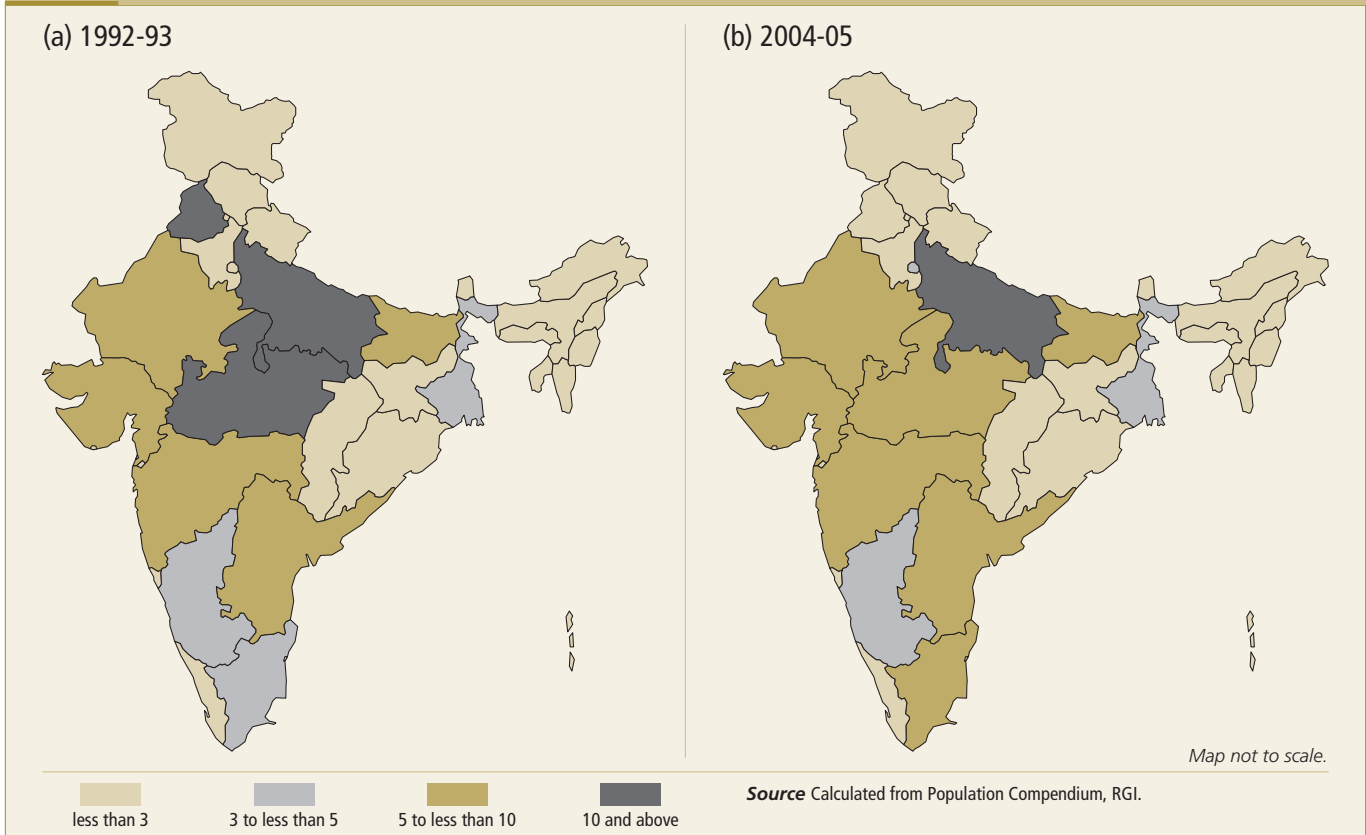 (a) 1992-93
(b) 2004-05
Map not to scale.
less than 3
3 to less than 5
5 to less than 10
10 and above
Source Calculated from Population Compendium, RGI.